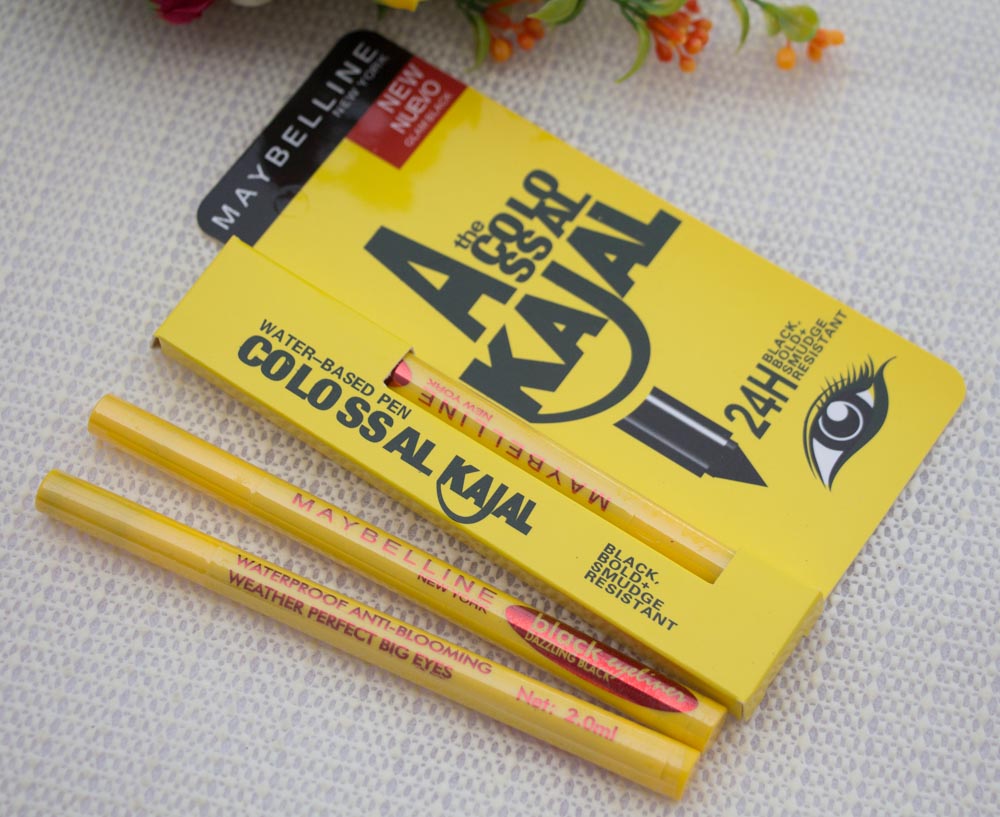 MAYBELLINE
NEW YORK
NEW
NUEVO
GLAM BLACK
A
the
COLO
SSAL
KAJAL
24H
BLACK,
BOLD+
SMUDGE
RESISTANT
WATER-BASED PEN
COLOSSAL KAJAL
BLACK,
BOLD+
SMUDGE
RESISTANT
MAYBELLINE
NEW YORK
MAYBELLINE
NEW YORK
black eyeliner
DAZZLING BLACK
WATERPROOF ANTI-BLOOMING
WEATHER PERFECT BIG EYES
Net: 2.0ml